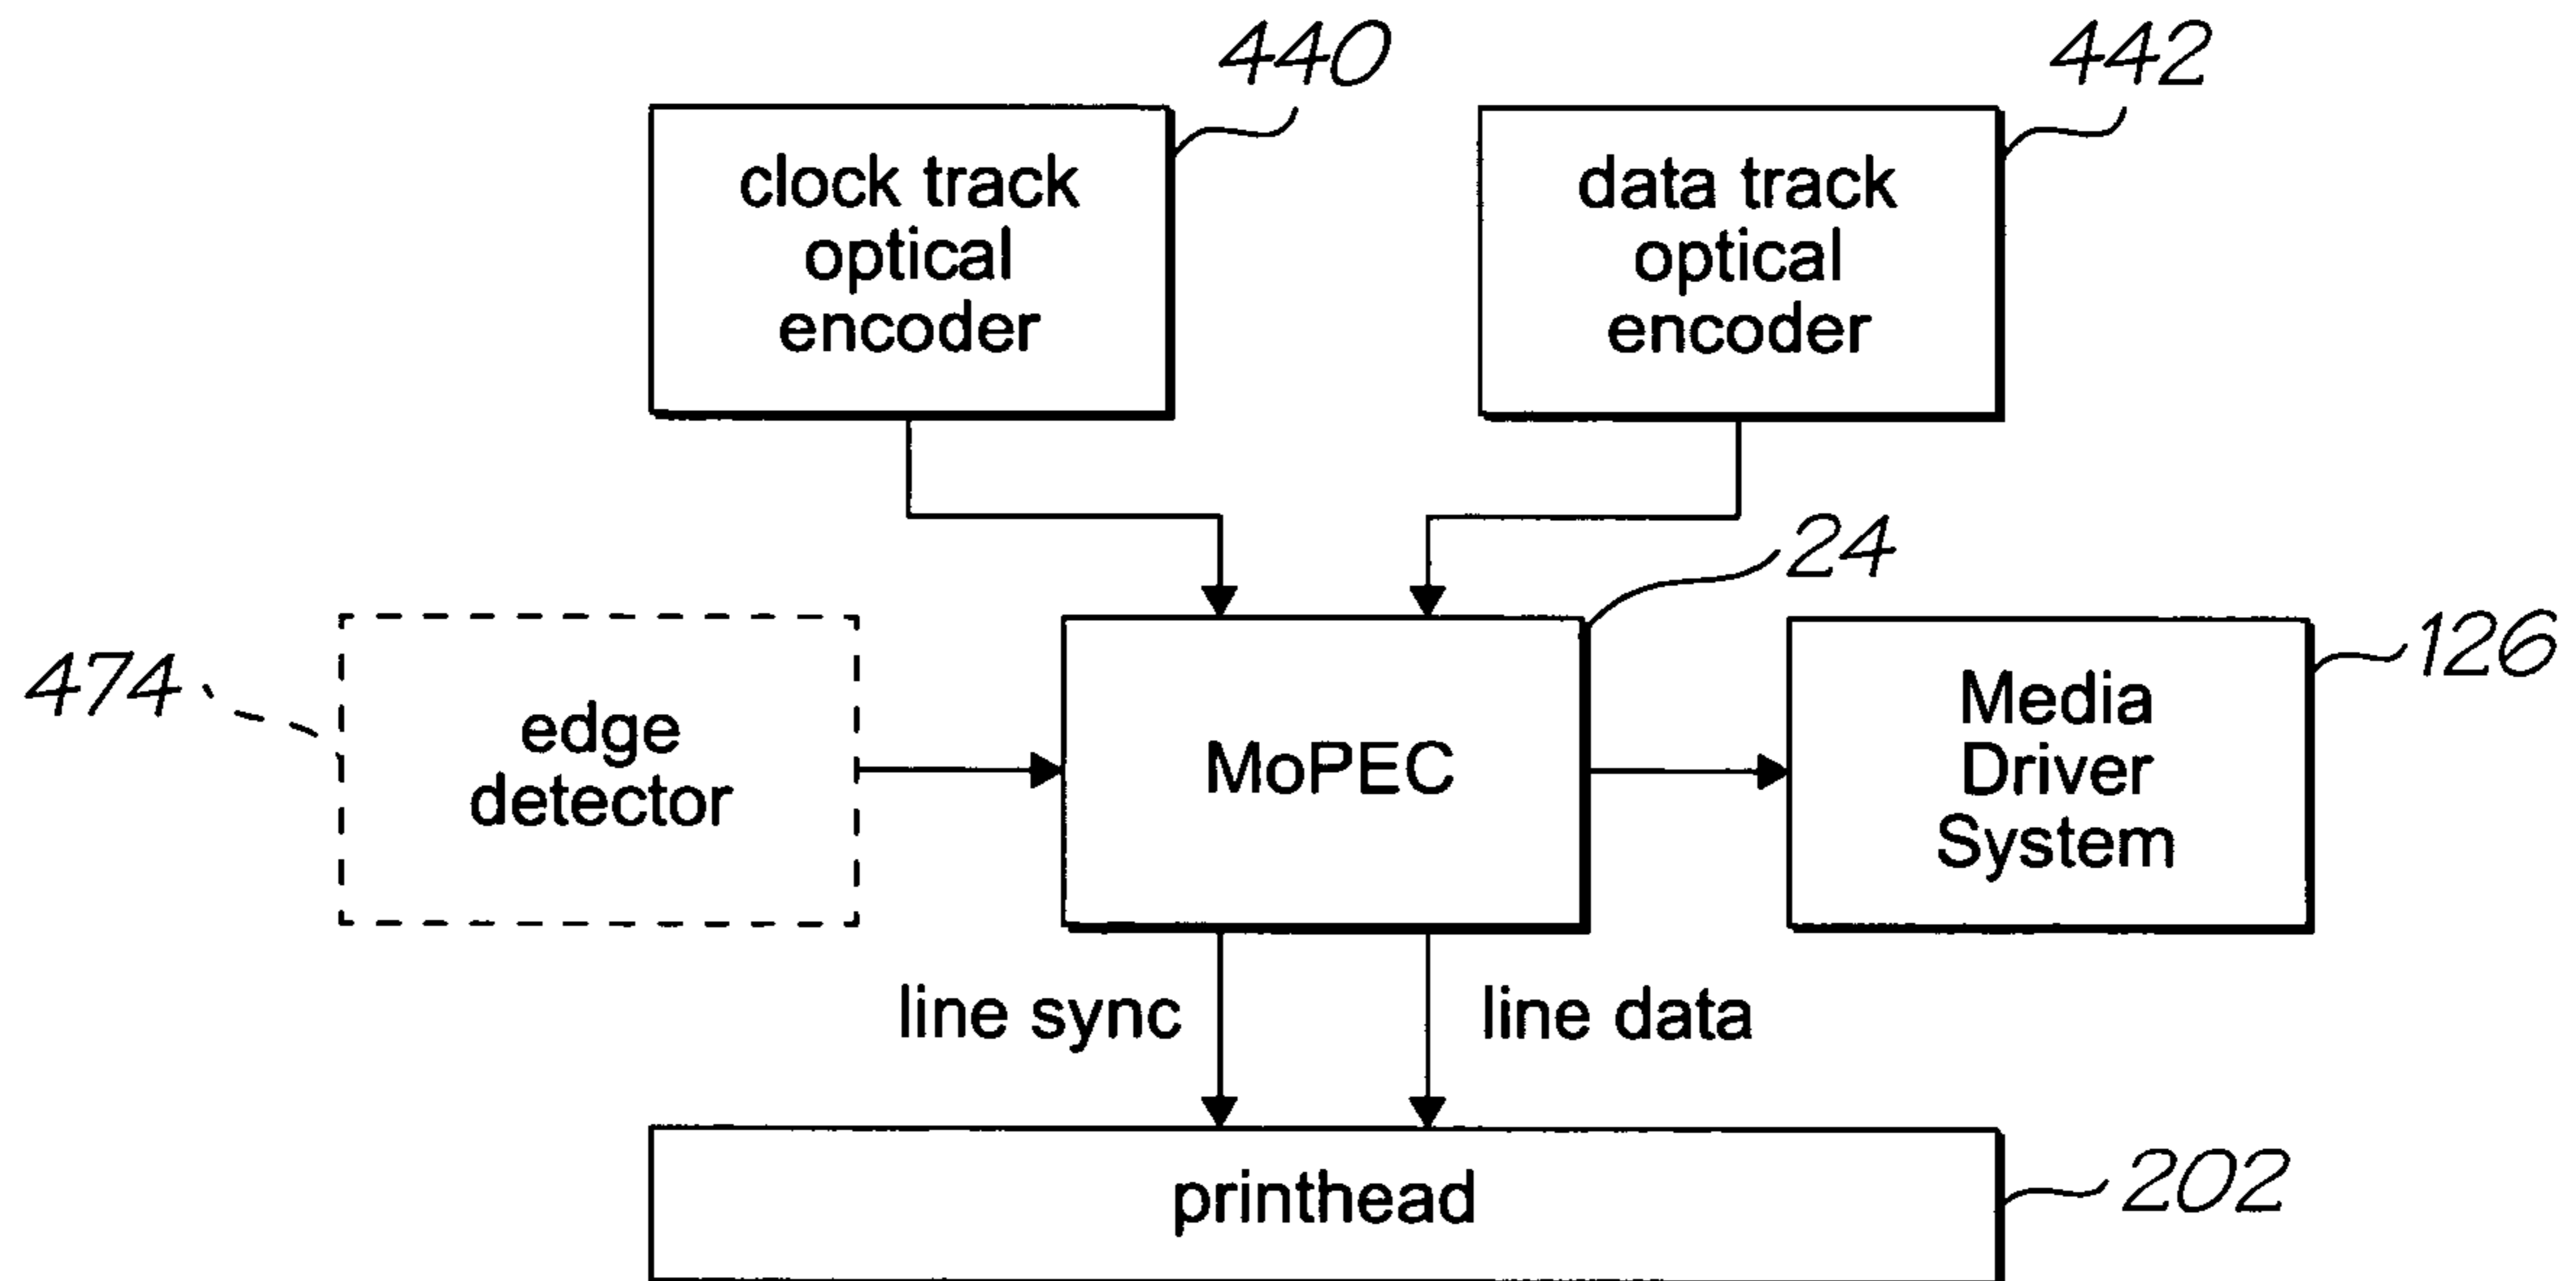 440
442
clock track
optical
encoder
data track
optical
encoder
24
474
edge
detector
MoPEC
126
Media
Driver
System
line sync
line data
printhead
202